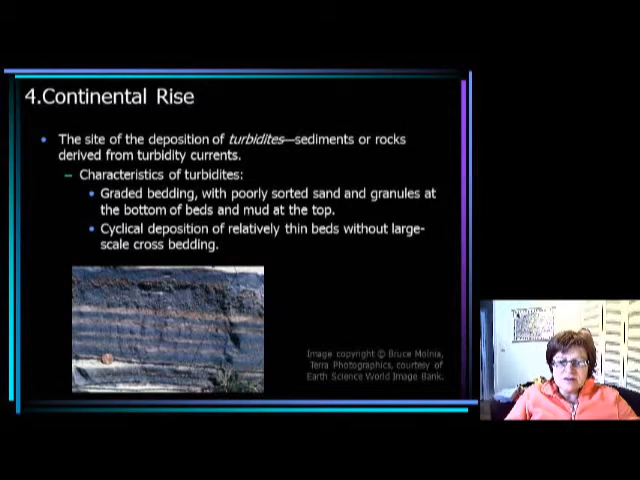 4.Continental Rise
The site of the deposition of turbidites—sediments or rocks
derived from turbidity currents.
– Characteristics of turbidites:
Graded bedding, with poorly sorted sand and granules at
the bottom of beds and mud at the top.
Cyclical deposition of relatively thin beds without large-
scale cross bedding.
Image copyright © Bruce Molnia,
Terra Photographics, courtesy of
Earth Science World Image Bank.